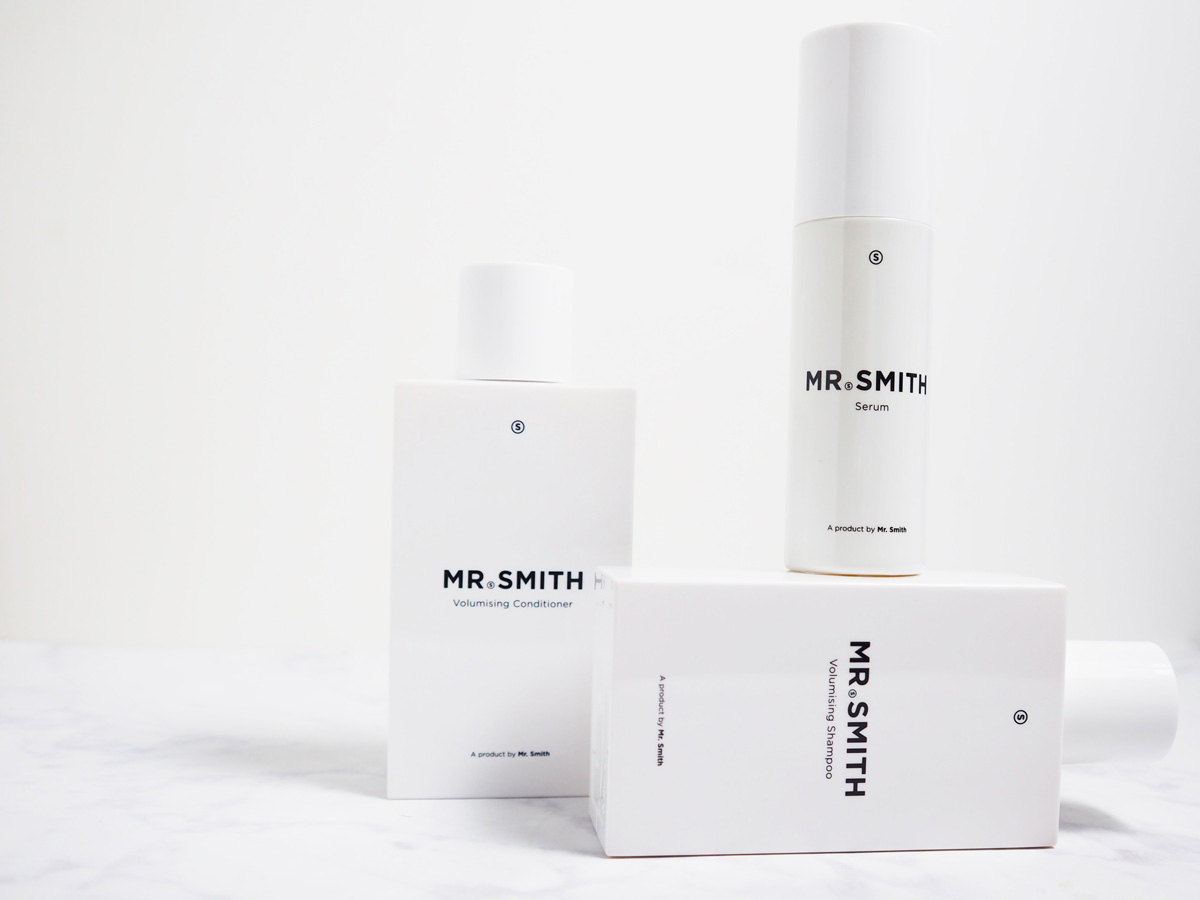 Ⓢ
MR Ⓢ SMITH
Volumising Conditioner
A product by Mr. Smith
Ⓢ
MR Ⓢ SMITH
Serum
A product by Mr. Smith
Ⓢ
MR Ⓢ SMITH
Volumising Shampoo
A product by Mr. Smith